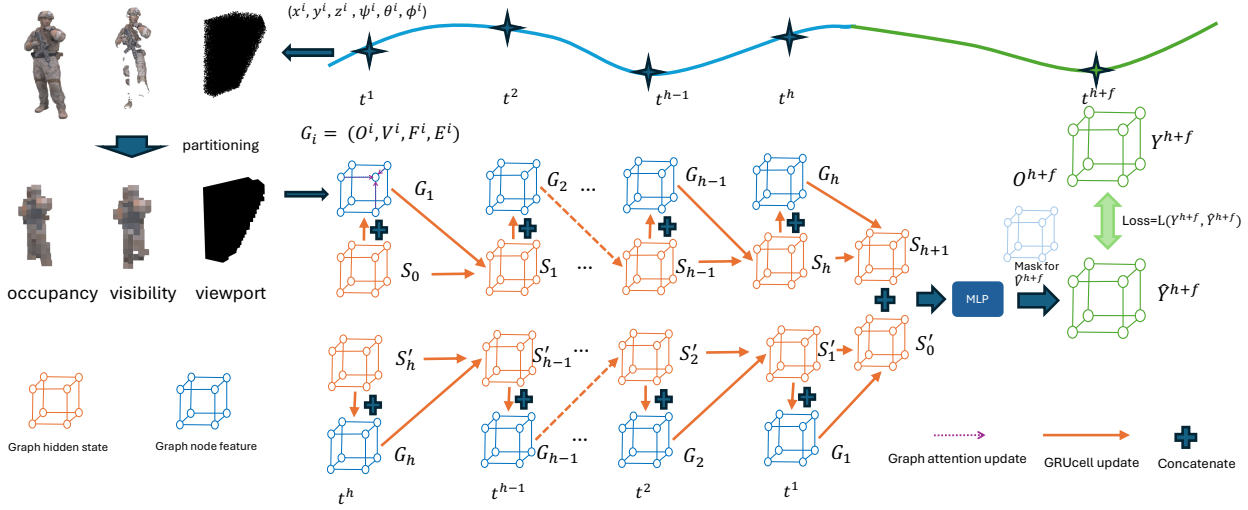 (x^i, y^i, z^i, ψ^i, θ^i, ϕ^i)
t^1
t^2
t^{h-1}
t^h
t^{h+f}
partitioning
G_i = (O^i, V^i, F^i, E^i)
G_1
G_2
...
G_{h-1}
G_h
O^{h+f}
Y^{h+f}
Loss=L(Y^{h+f}, Ŷ^{h+f})
S_0
S_1
...
S_{h-1}
S_h
S_{h+1}
Mask for
V̂^{h+f}
MLP
Ŷ^{h+f}
occupancy visibility viewport
S'_h
S'_{h-1}
...
S'_2
S'_1
S'_0
G_h
G_{h-1}
...
G_2
G_1
Graph hidden state
Graph node feature
Graph attention update
GRUcell update
Concatenate
t^h
t^{h-1}
t^2
t^1